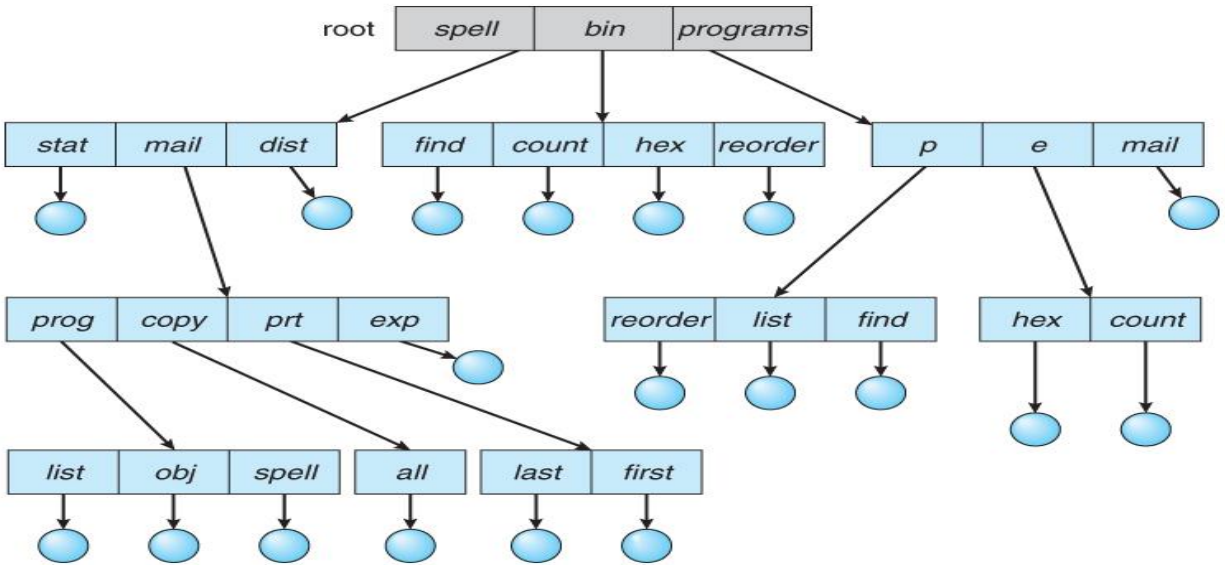 root spell bin programs
stat mail dist find count hex reorder p e mail
prog copy prt exp reorder list find hex count
list obj spell all last first